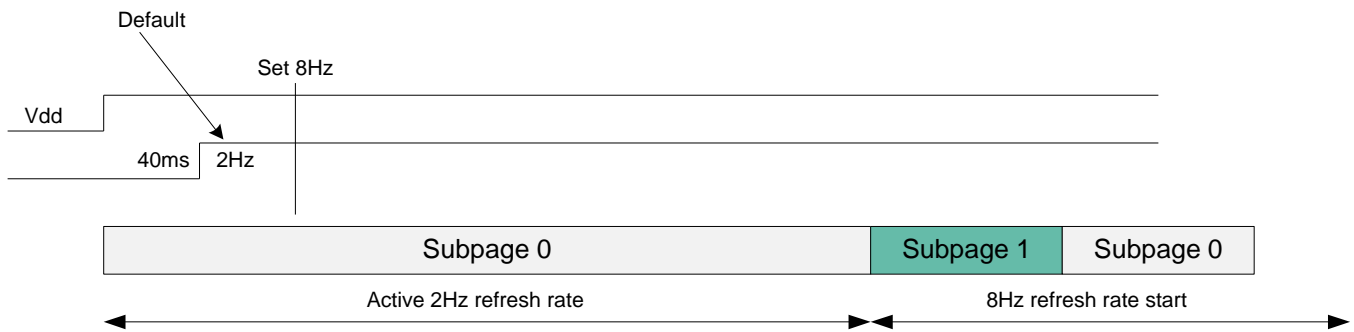 Default
Set 8Hz
Vdd
40ms 2Hz
Subpage 0 Subpage 1 Subpage 0
Active 2Hz refresh rate 8Hz refresh rate start